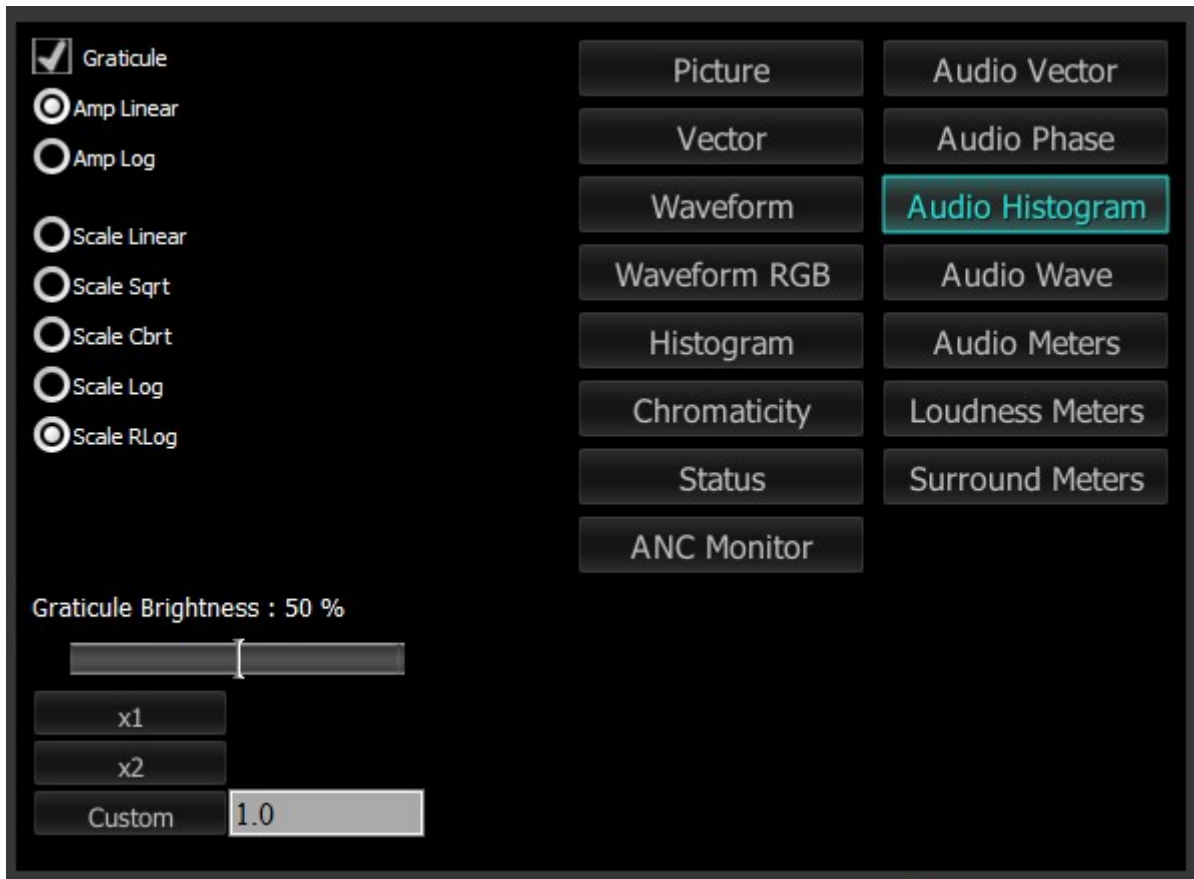 Graticule
Amp Linear
Amp Log
Scale Linear
Scale Sqrt
Scale Cbrt
Scale Log
Scale RLog
Graticule Brightness : 50 %
x1
x2
Custom
1.0
Picture
Vector
Waveform
Waveform RGB
Histogram
Chromaticity
Status
ANC Monitor
Audio Vector
Audio Phase
Audio Histogram
Audio Wave
Audio Meters
Loudness Meters
Surround Meters